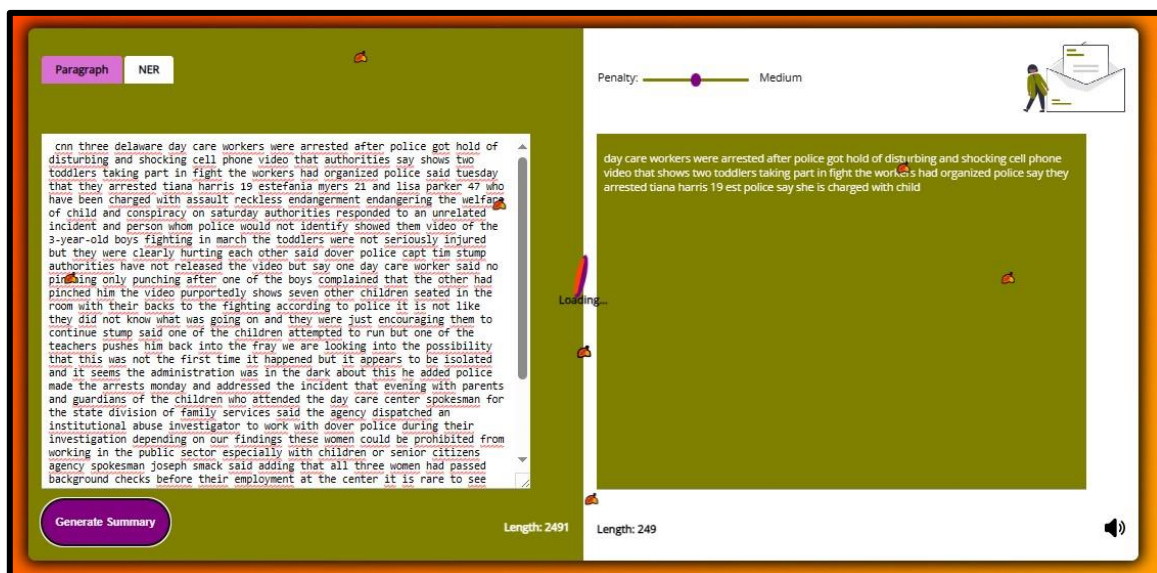 Paragraph
NER
cnn three delaware day care workers were arrested after police got hold of
disturbing and shocking cell phone video that authorities say shows two
toddlers taking part in fight the workers had organized police said tuesday
that they arrested tiana harris 19 estefania myers 21 and lisa parker 47 who
have been charged with assault reckless endangerment endangering the welfare
of child and conspiracy on saturday authorities responded to an unrelated
incident and person whom police would not identify showed them video of the
3-year-old boys fighting in march the toddlers were not seriously injured
but they were clearly hurting each other said dover police capt tim stump
authorities have not released the video but say one day care worker said no
pinching only punching after one of the boys complained that the other had
pinched him the video purportedly shows seven other children seated in the
room with their backs to the fighting according to police it is not like
they did not know what was going on and they were just encouraging them to
continue stump said one of the children attempted to run but one of the
teachers pushes him back into the fray we are looking into the possibility
that this was not the first time it happened but it appears to be isolated
and it seems the administration was in the dark about this he added police
made the arrests monday and addressed the incident that evening with parents
and guardians of the children who attended the day care center spokesman for
the state division of family services said the agency dispatched an
institutional abuse investigator to work with dover police during their
investigation depending on our findings these women could be prohibited from
working in the public sector especially with children or senior citizens
agency spokesman joseph smack said adding that all three women had passed
background checks before their employment at the center it is rare to see
Generate Summary
Length: 2491
Loading...
Penalty:
Medium
day care workers were arrested after police got hold of disturbing and shocking cell phone
video that shows two toddlers taking part in fight the workers had organized police say they
arrested tiana harris 19 est police say she is charged with child
Length: 249